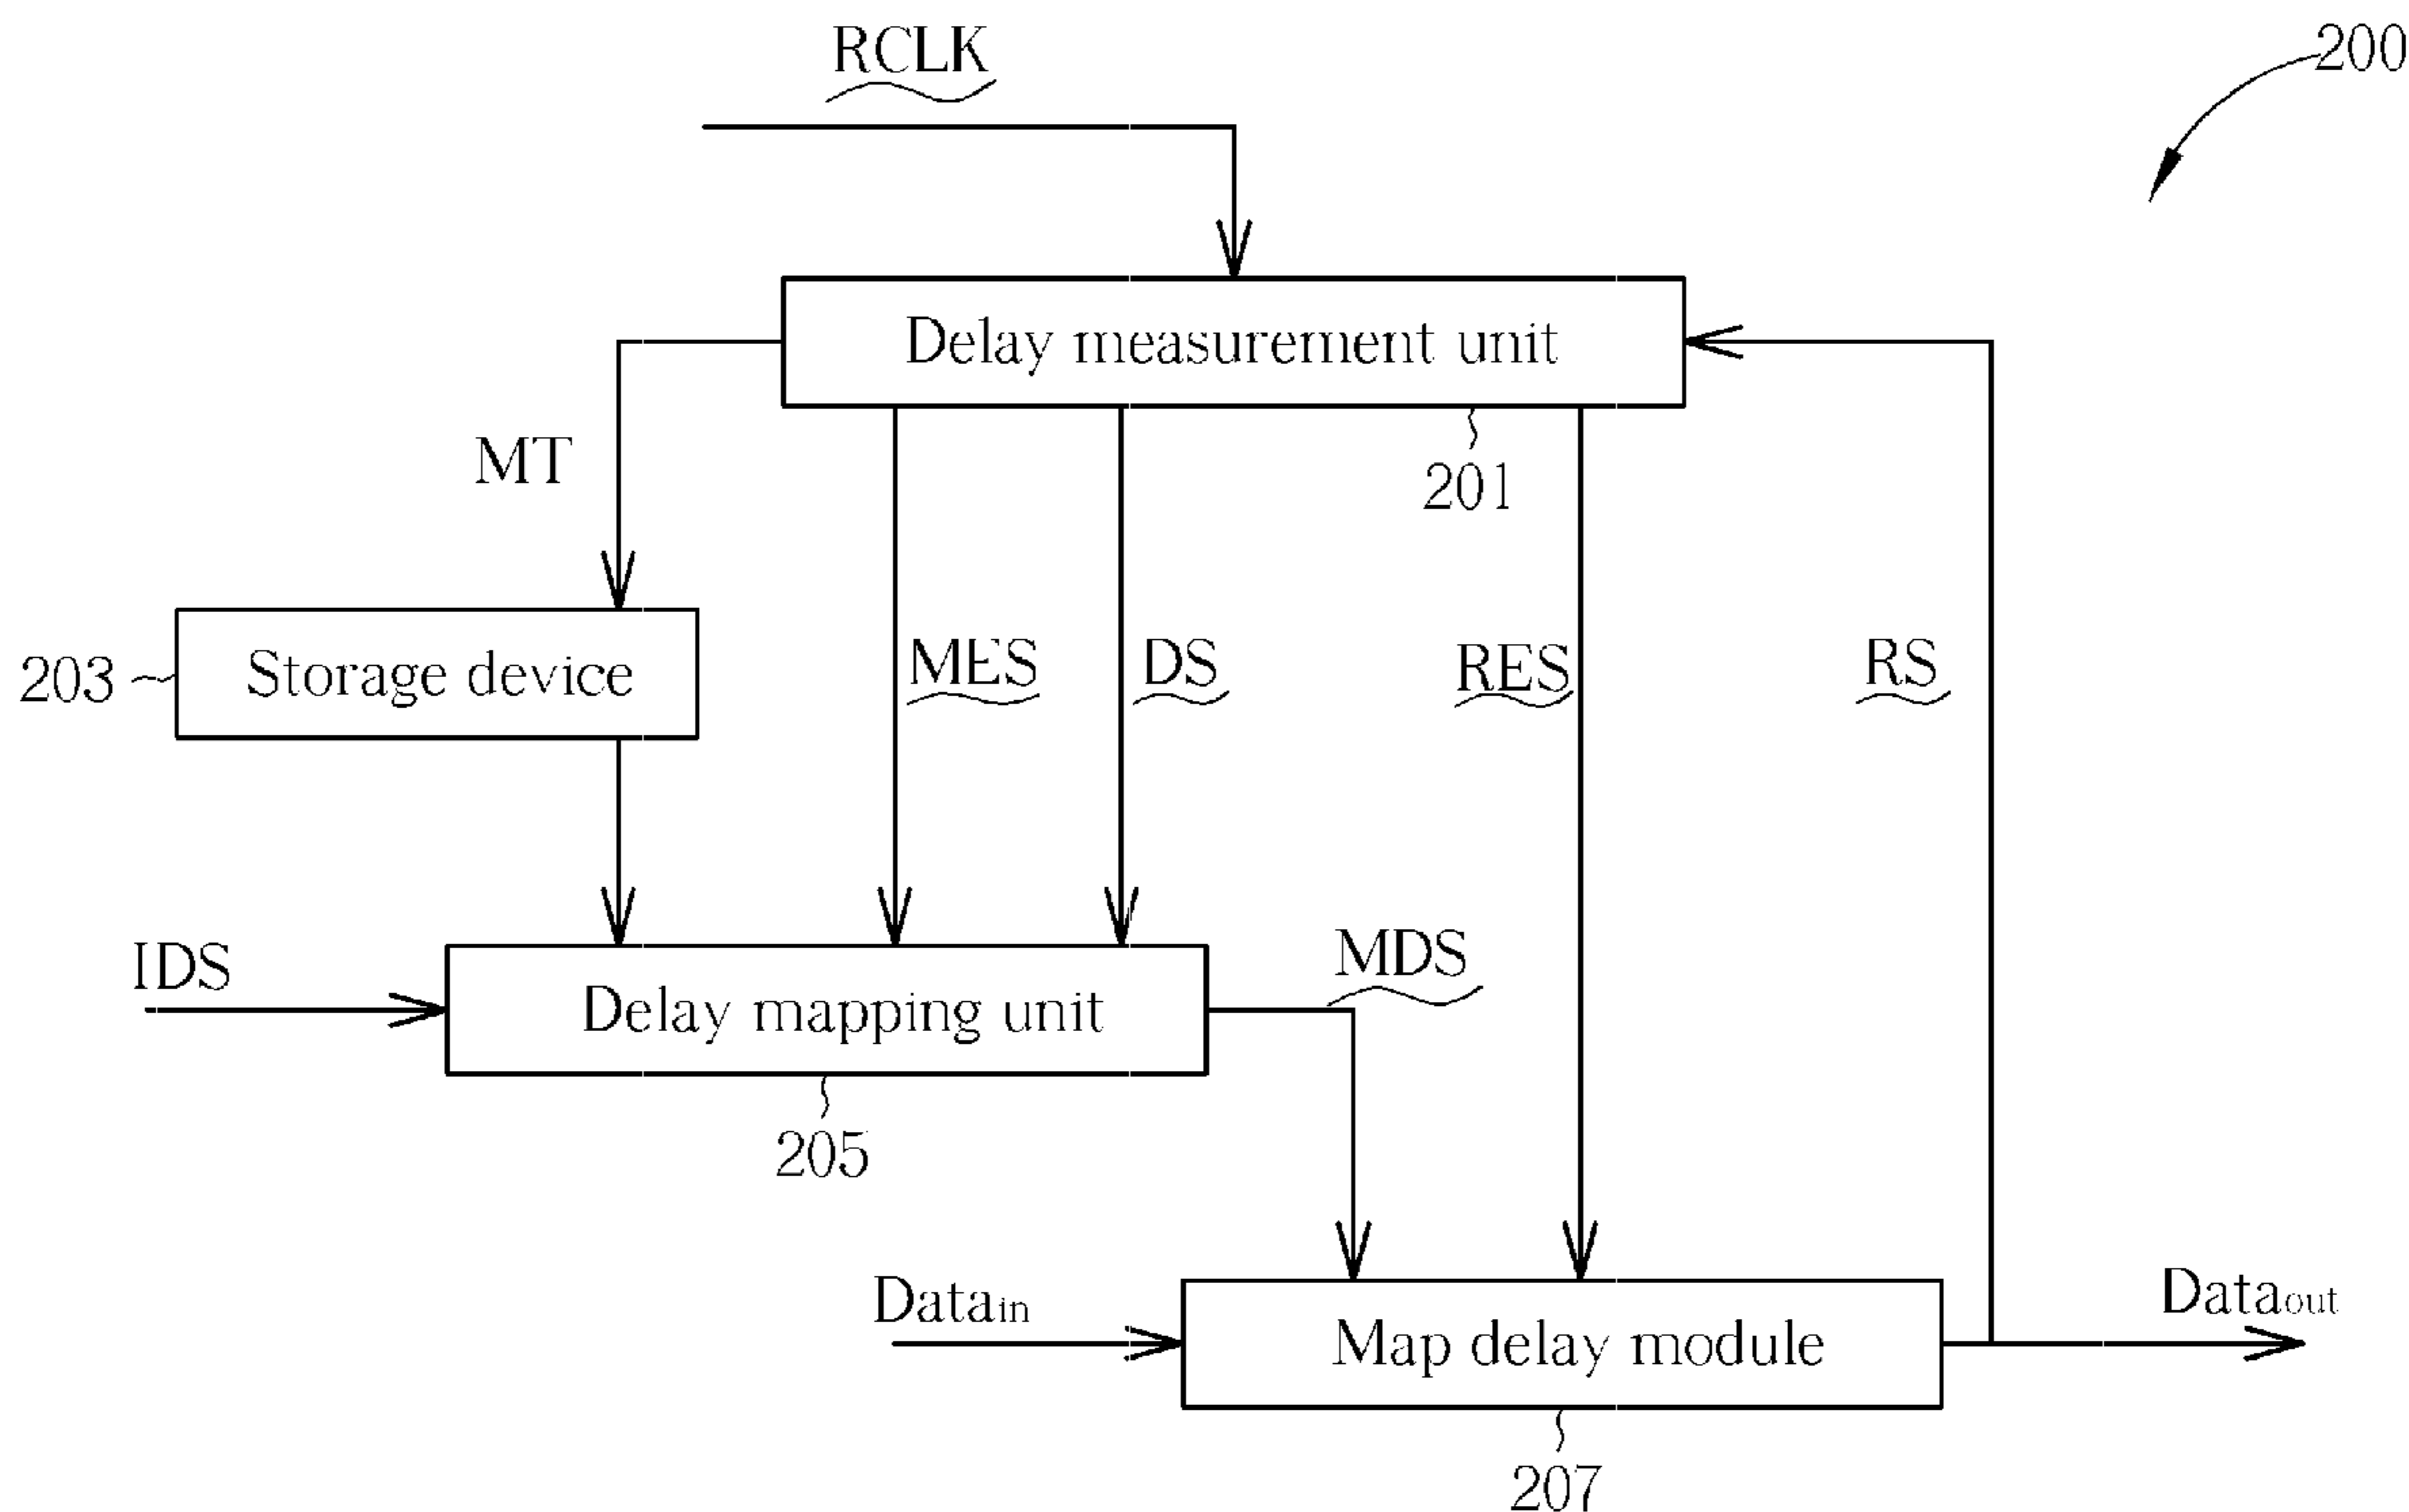 RCLK
200
Delay measurement unit
MT
201
203
Storage device
MES
DS
RES
RS
IDS
Delay mapping unit
MDS
205
Datain
Map delay module
Dataout
207